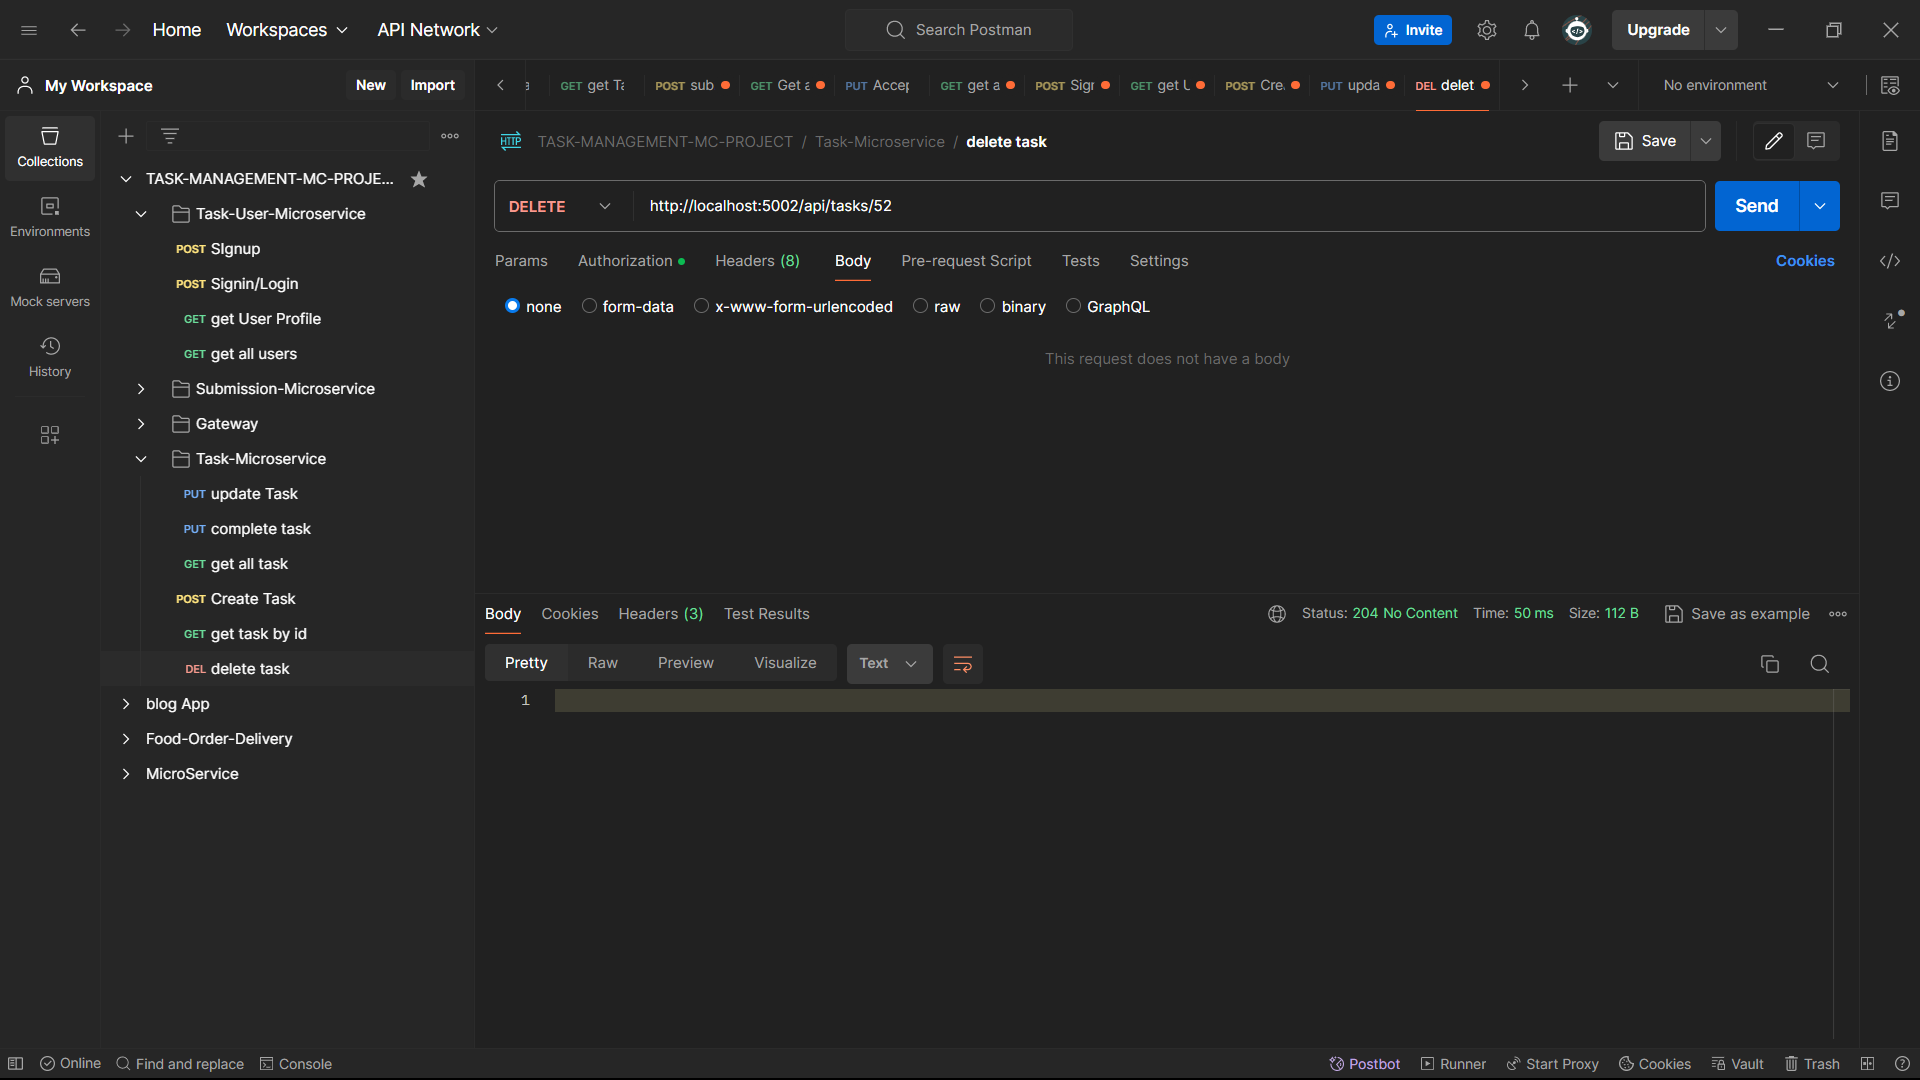 Home Workspaces API Network Search Postman Invite Upgrade
My Workspace New Import GET get Ta POST sub GET Get a PUT Accep GET get a POST Sigr GET get U POST Cre. PUT upda DEL delet No environment
HTTP TASK-MANAGEMENT-MC-PROJECT / Task-Microservice / delete task Save
Collections
Environments
Mock servers
History
TASK-MANAGEMENT-MC-PROJE...
Task-User-Microservice
POST SIgnup
POST Signin/Login
GET get User Profile
GET get all users
Submission-Microservice
Gateway
Task-Microservice
PUT update Task
PUT complete task
GET get all task
POST Create Task
GET get task by id
DEL delete task
blog App
Food-Order-Delivery
MicroService
DELETE http://localhost:5002/api/tasks/52 Send
Params Authorization Headers (8) Body Pre-request Script Tests Settings Cookies
none form-data x-www-form-urlencoded raw binary GraphQL
This request does not have a body
Body Cookies Headers (3) Test Results Status: 204 No Content Time: 50 ms Size: 112 B Save as example
Pretty Raw Preview Visualize Text
1
Online Find and replace Console Postbot Runner Start Proxy Cookies Vault Trash